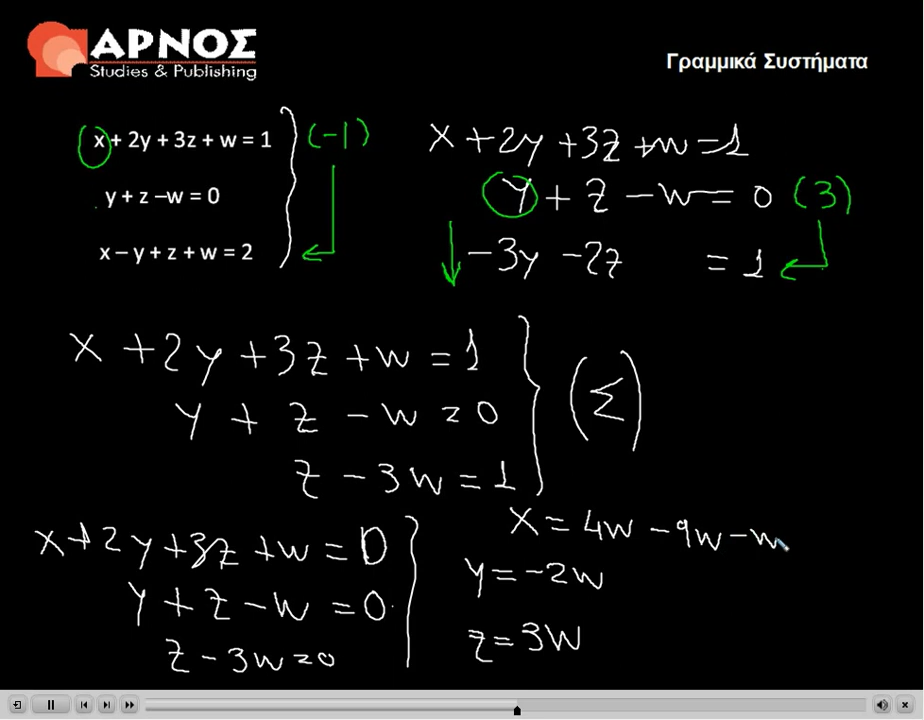 ΑΡΝΟΣ
Studies & Publishing
Γραμμικά Συστήματα
x + 2y + 3z + w = 1
y + z –w = 0
x – y + z + w = 2
(-1)
x + 2y + 3z + w = 1
y + z - w = 0 (3)
-3y - 2z = 1
x + 2y + 3z + w = 1
y + z - w = 0
z - 3w = 1
(Σ)
x + 2y + 3z + w = 0
y + z - w = 0
z - 3w = 0
x = 4w - 9w - w
y = -2w
z = 3w